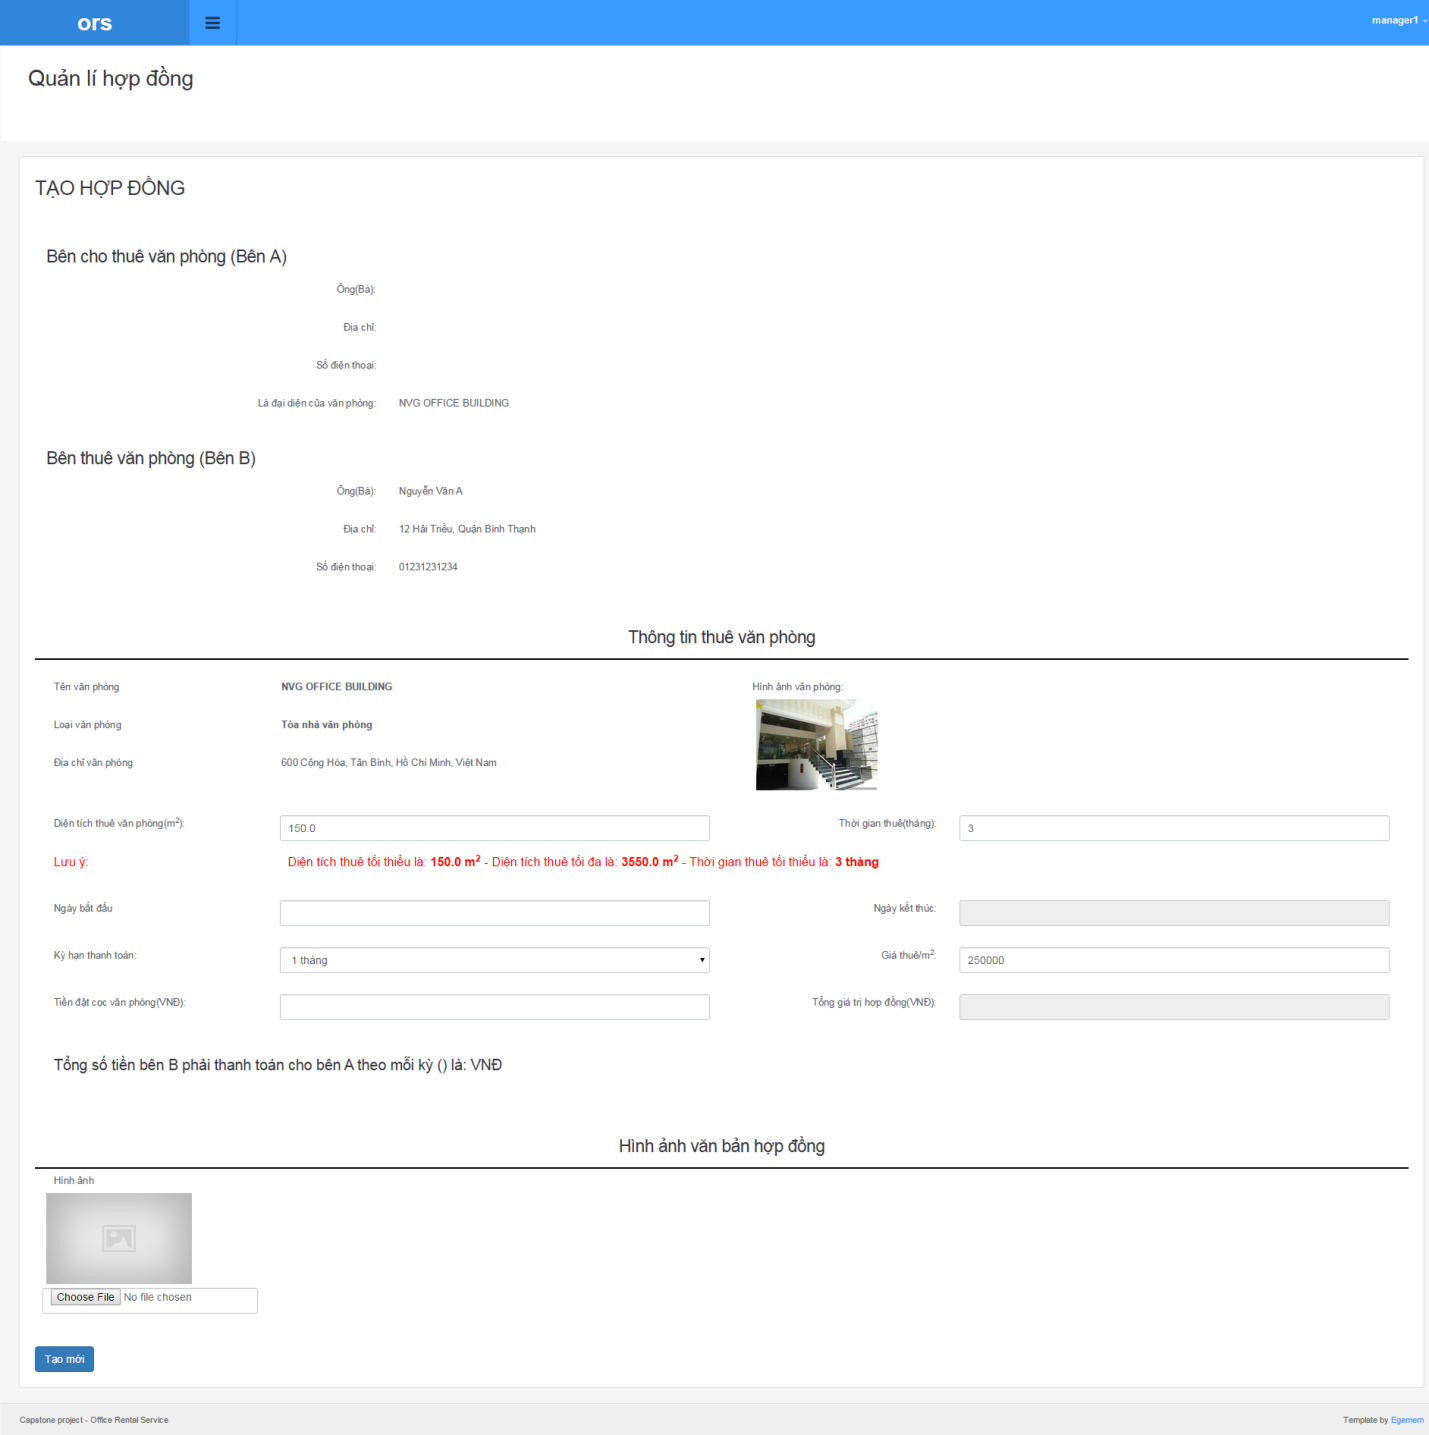 ors
manager1
Quản lí hợp đồng
TẠO HỢP ĐỒNG
Bên cho thuê văn phòng (Bên A)
Ông(Bà):
Địa chỉ:
Số điện thoại:
Là đại diện của văn phòng: NVG OFFICE BUILDING
Bên thuê văn phòng (Bên B)
Ông(Bà): Nguyễn Văn A
Địa chỉ: 12 Hải Triều, Quận Bình Thạnh
Số điện thoại: 01231231234
Thông tin thuê văn phòng
Tên văn phòng NVG OFFICE BUILDING Hình ảnh văn phòng:
Loại văn phòng Tòa nhà văn phòng
Địa chỉ văn phòng 600 Cộng Hòa, Tân Bình, Hồ Chí Minh, Việt Nam
Diện tích thuê văn phòng(m²): 150.0 Thời gian thuê(tháng): 3
Lưu ý: Diện tích thuê tối thiểu là: 150.0 m² - Diện tích thuê tối đa là: 3550.0 m² - Thời gian thuê tối thiểu là: 3 tháng
Ngày bắt đầu Ngày kết thúc:
Kỳ hạn thanh toán: 1 tháng Giá thuê/m²: 250000
Tiền đặt cọc văn phòng(VNĐ): Tổng giá trị hợp đồng(VNĐ):
Tổng số tiền bên B phải thanh toán cho bên A theo mỗi kỳ () là: VNĐ
Hình ảnh văn bản hợp đồng
Hình ảnh
Choose File No file chosen
Tạo mới
Capstone project - Office Rental Service Template by Egemem